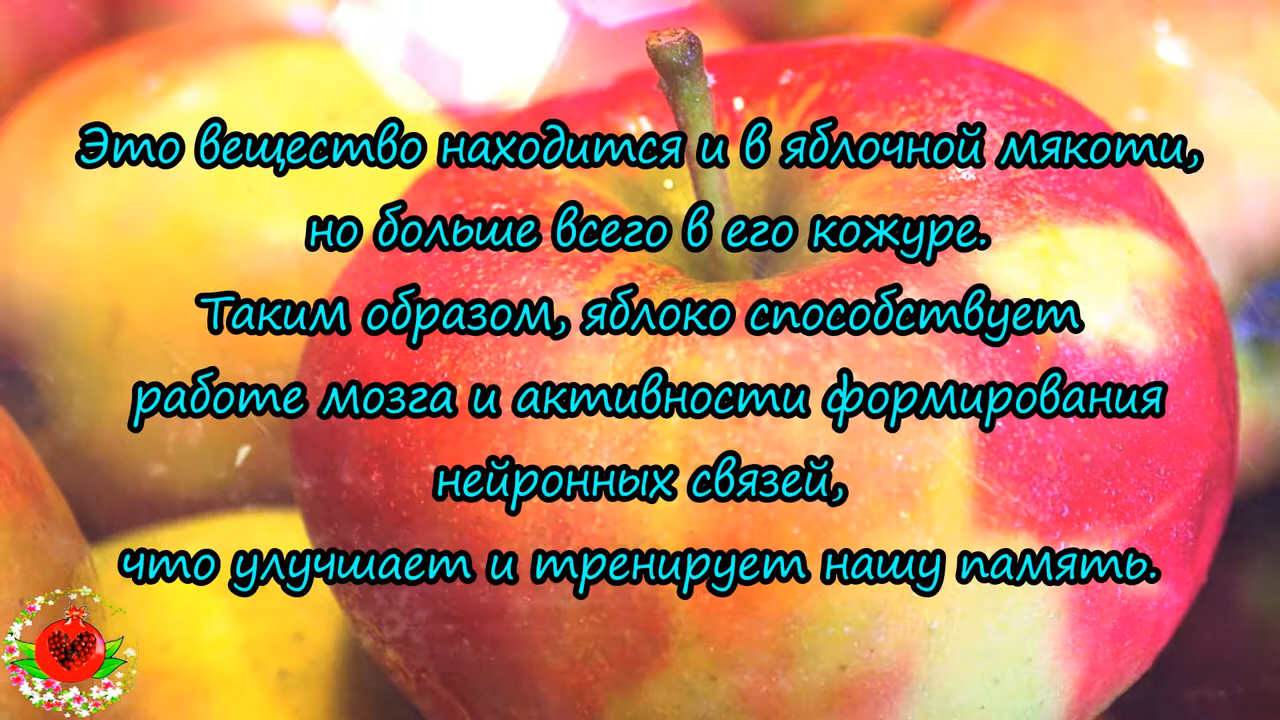 Это вещество находится и в яблочной мякоти,
но больше всего в его кожуре.
Таким образом, яблоко способствует
работе мозга и активности формирования
нейронных связей,
что улучшает и тренирует нашу память.